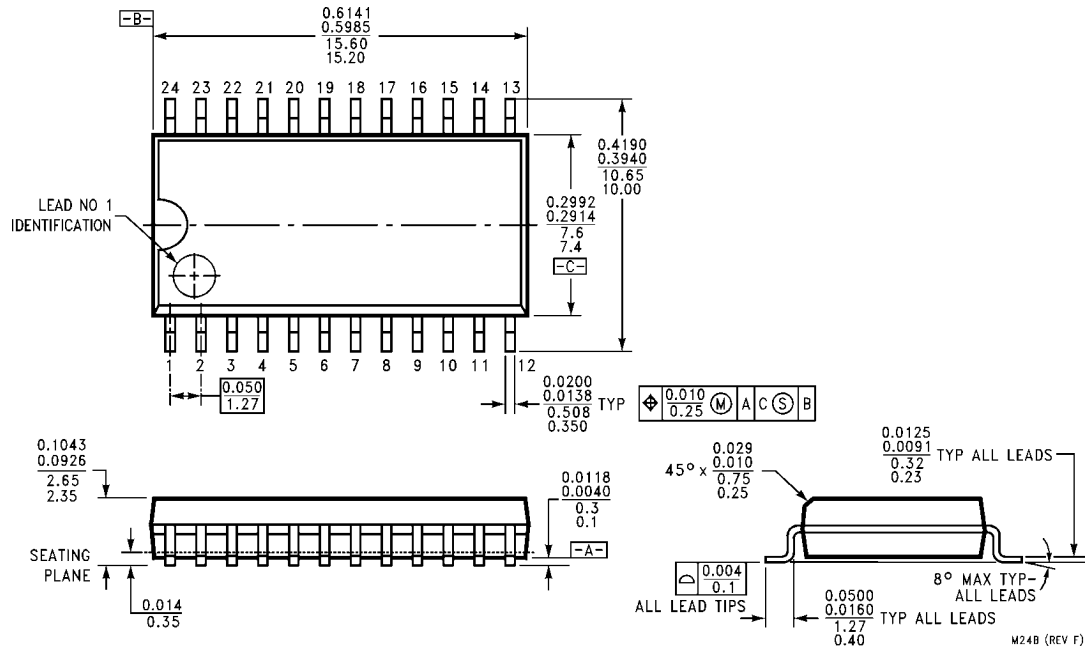 -B-
0.6141
0.5985
15.60
15.20
24 23 22 21 20 19 18 17 16 15 14 13
0.4190
0.3940
10.65
10.00
LEAD NO 1
IDENTIFICATION
0.2992
0.2914
7.6
7.4
-C-
1 2 3 4 5 6 7 8 9 10 11 12
0.050
1.27
0.0200
0.0138
0.508
0.350
TYP
⌖ 0.010 0.25 Ⓜ A C Ⓢ B
0.1043
0.0926
2.65
2.35
0.0118
0.0040
0.3
0.1
-A-
SEATING
PLANE
0.014
0.35
45° x
0.029
0.010
0.75
0.25
0.0125
0.0091
0.32
0.23
TYP ALL LEADS
0.004
0.1
ALL LEAD TIPS
0.0500
0.0160
1.27
0.40
TYP ALL LEADS
8° MAX TYP-
ALL LEADS
M24B (REV F)